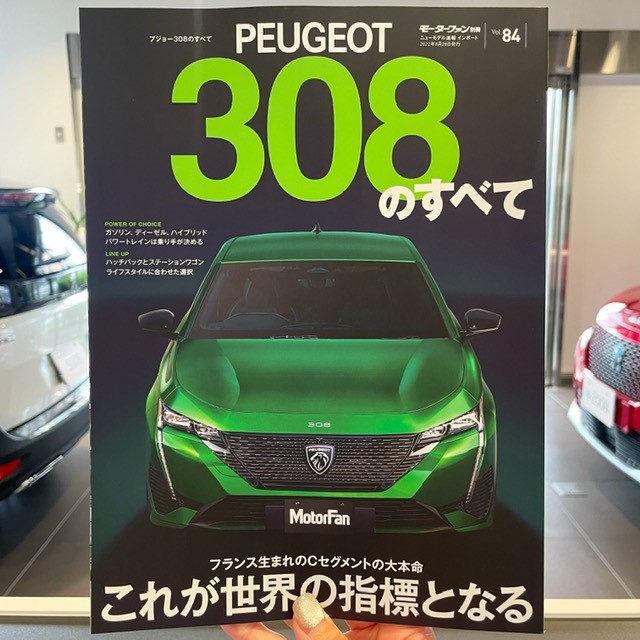 プジョー308のすべて
PEUGEOT
モーターファン別冊
ニューモデル速報 インポート
Vol.84
308
のすべて
POWER OF CHOICE
ガソリン、ディーゼル、ハイブリッド
パワートレインは乗り手が決める
LINE UP
ハッチバックとステーションワゴン
ライフスタイルに合わせた選択
308
PEUGEOT
MotorFan
フランス生まれのCセグメントの大本命
これが世界の指標となる